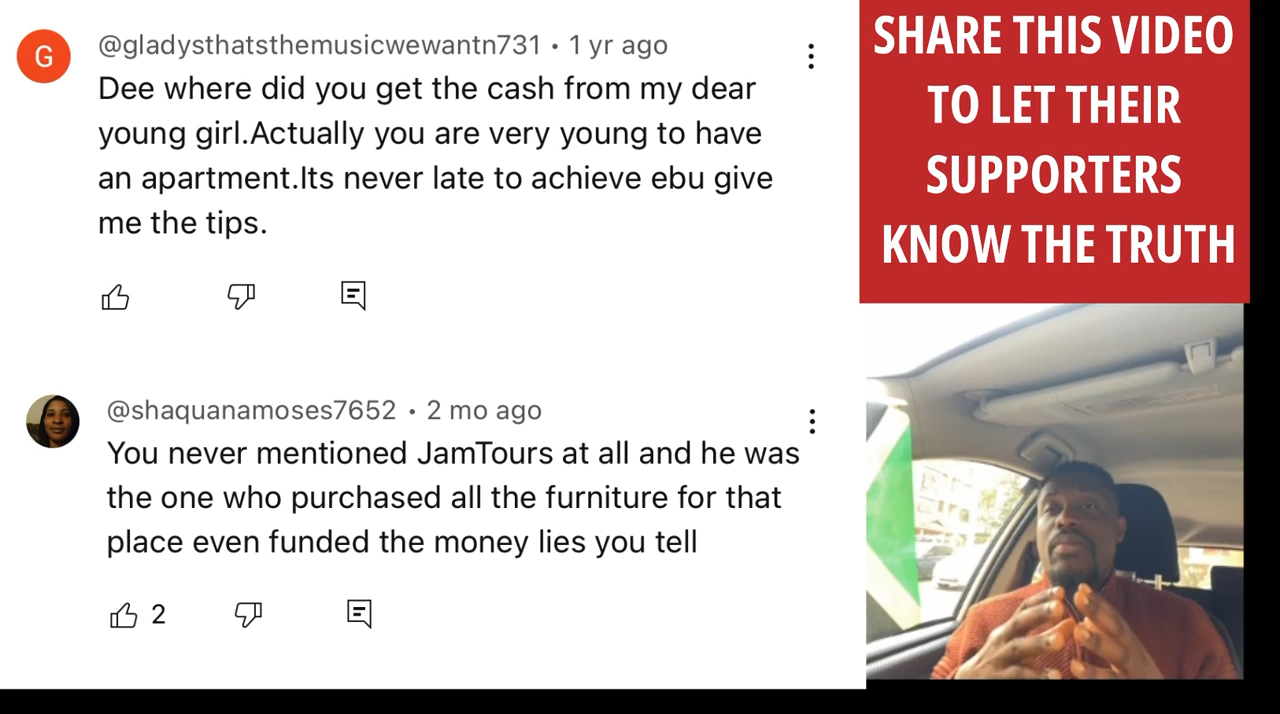 G
@gladysthatsthemusicwewantn731 • 1 yr ago
Dee where did you get the cash from my dear
young girl.Actually you are very young to have
an apartment.Its never late to achieve ebu give
me the tips.
@shaquanamoses7652 • 2 mo ago
You never mentioned JamTours at all and he was
the one who purchased all the furniture for that
place even funded the money lies you tell
2
SHARE THIS VIDEO
TO LET THEIR
SUPPORTERS
KNOW THE TRUTH